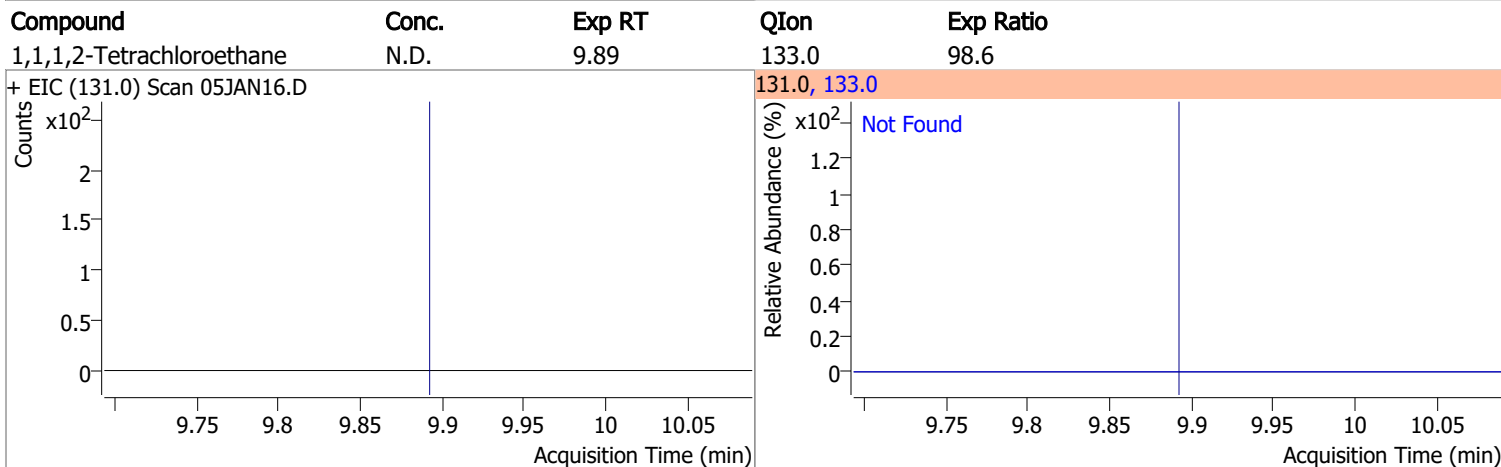 Compound Conc. Exp RT QIon Exp Ratio
1,1,1,2-Tetrachloroethane N.D. 9.89 133.0 98.6
+ EIC (131.0) Scan 05JAN16.D
Counts
x10²
2
1.5
1
0.5
0
9.75 9.8 9.85 9.9 9.95 10 10.05
Acquisition Time (min)
131.0, 133.0
Relative Abundance (%)
x10²
Not Found
1.2
1
0.8
0.6
0.4
0.2
0
9.75 9.8 9.85 9.9 9.95 10 10.05
Acquisition Time (min)